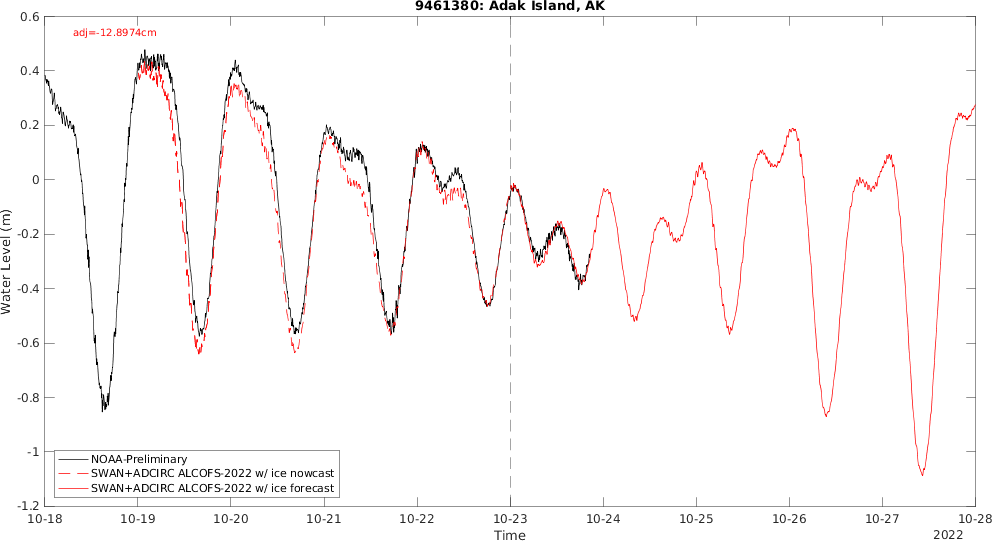 9461380: Adak Island, AK
adj=-12.8974cm
0.6
0.4
0.2
0
-0.2
-0.4
-0.6
-0.8
-1
-1.2
Water Level (m)
NOAA-Preliminary
SWAN+ADCIRC ALCOFS-2022 w/ ice nowcast
SWAN+ADCIRC ALCOFS-2022 w/ ice forecast
10-18 10-19 10-20 10-21 10-22 10-23 10-24 10-25 10-26 10-27 10-28
Time
2022